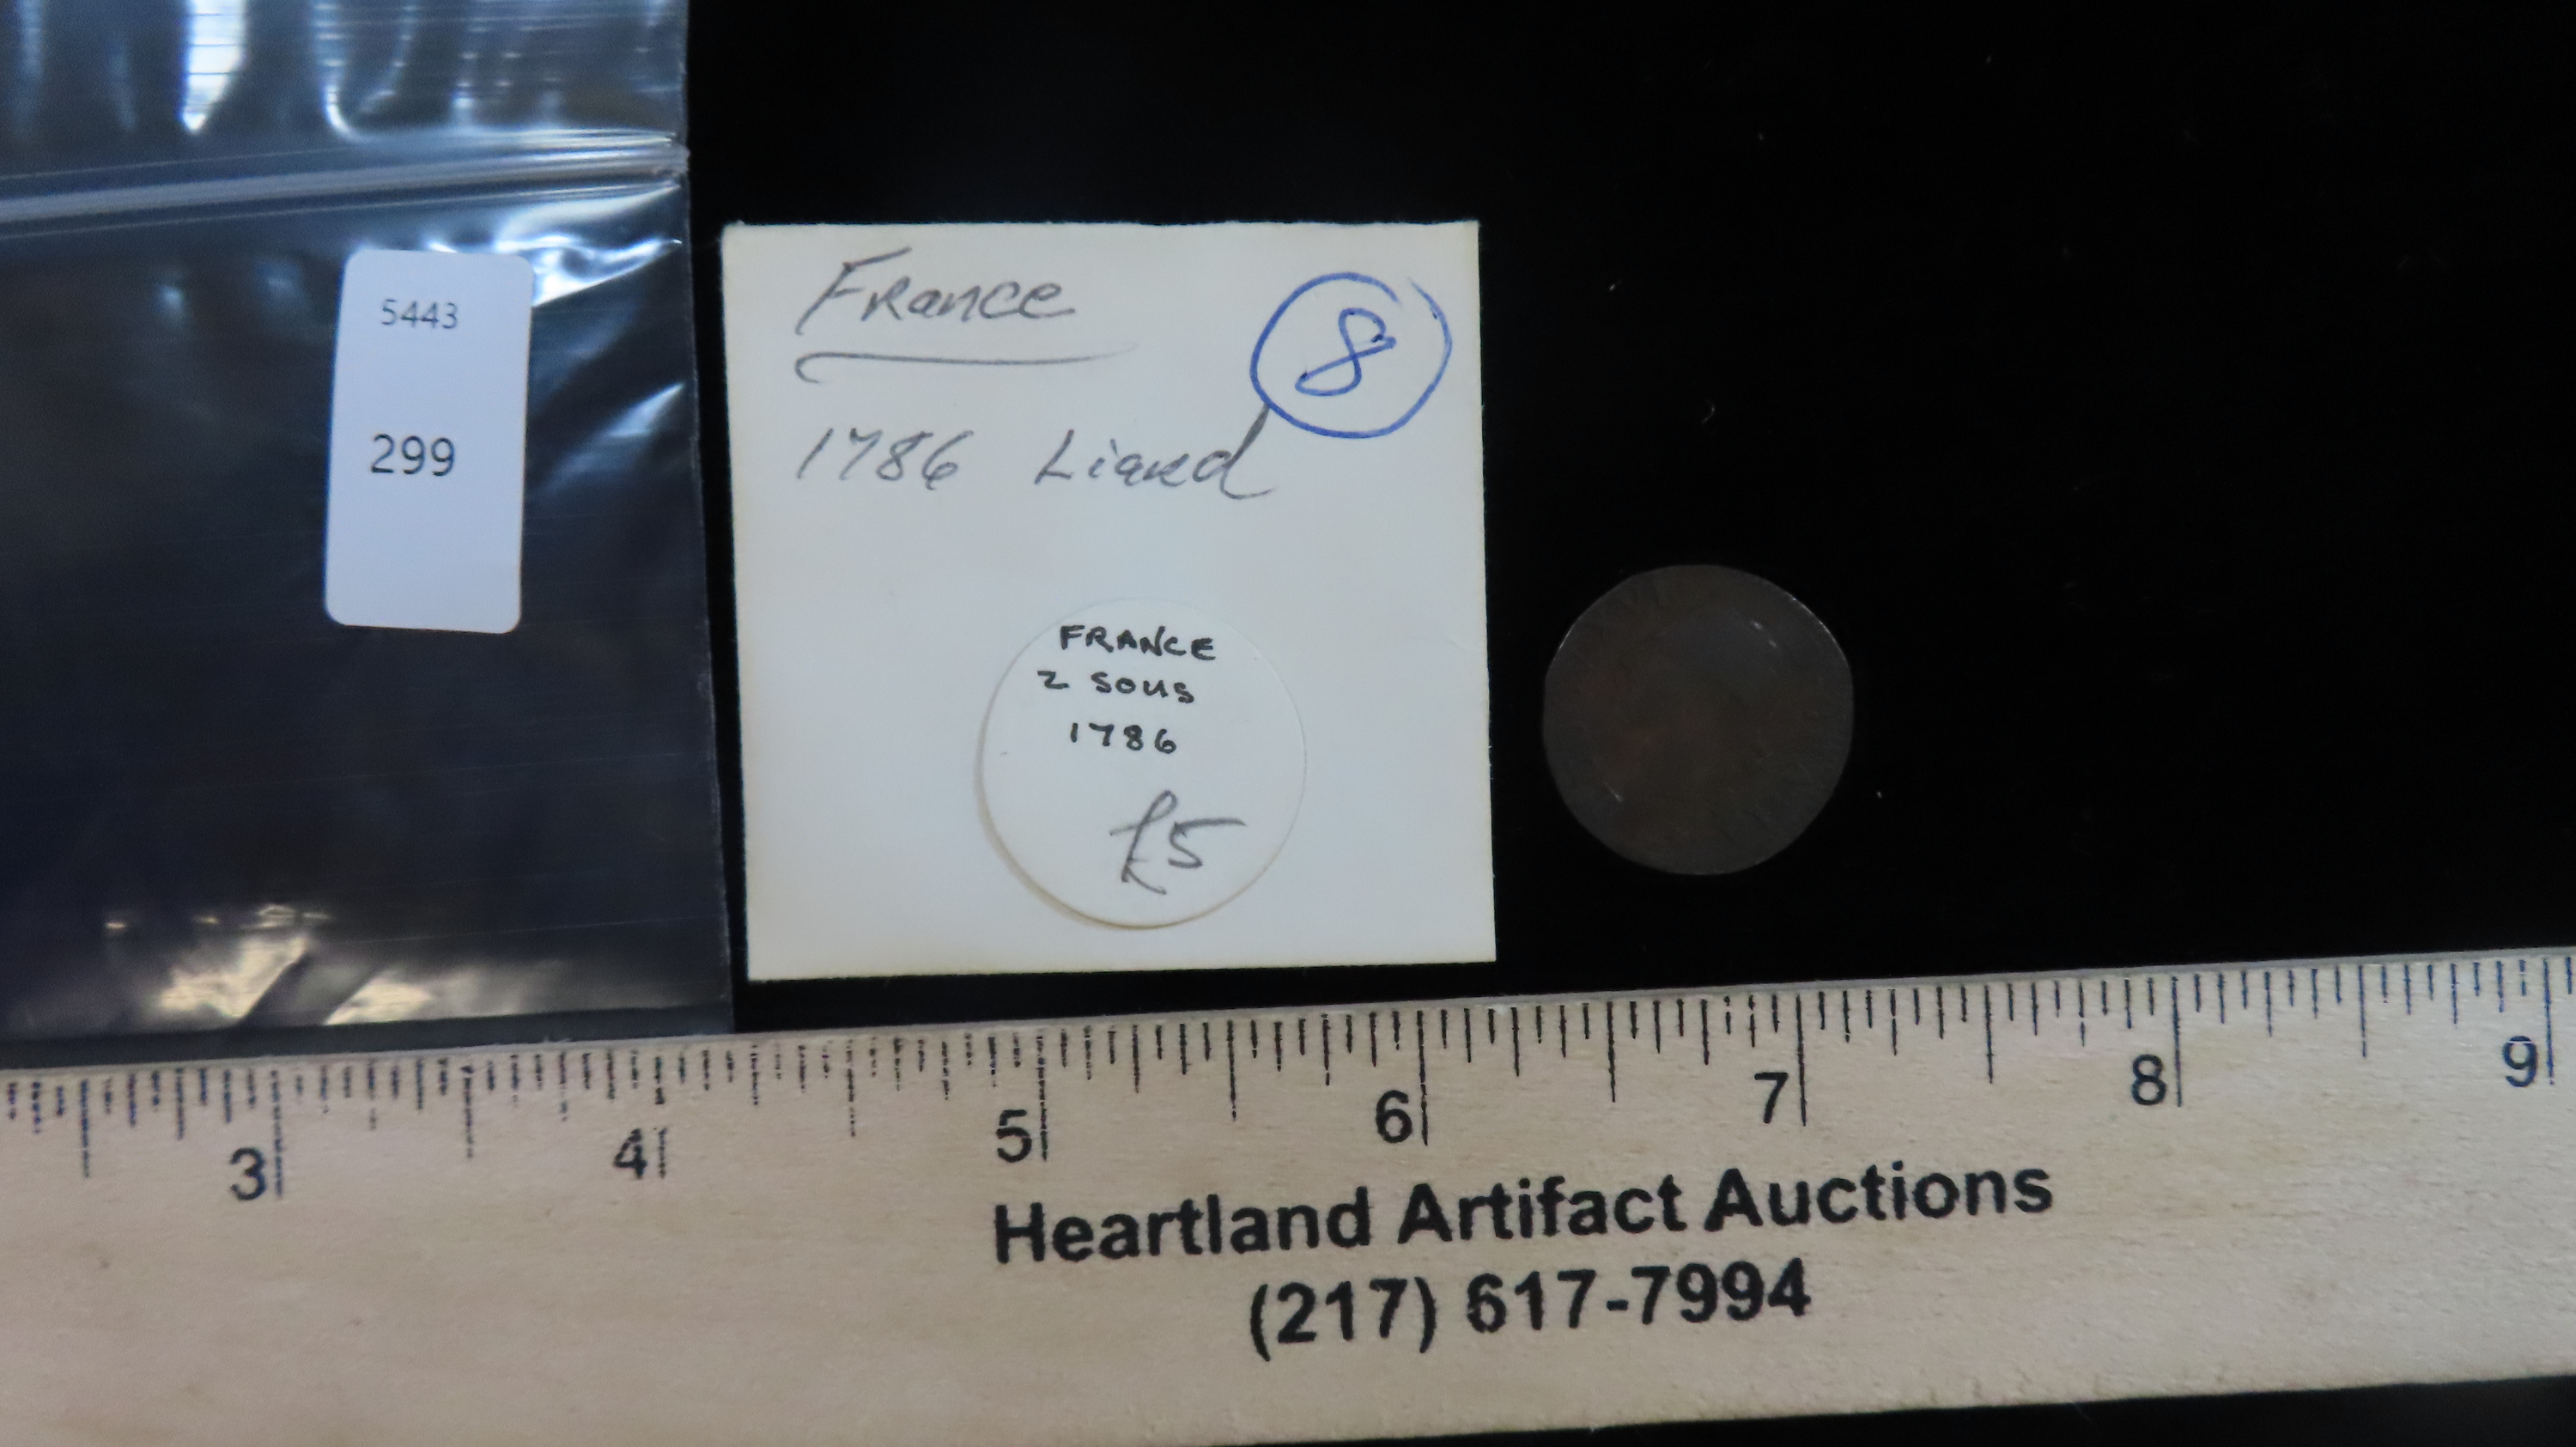 5443
299
France
8
1786 Liard
FRANCE
2 SOUS
1786
£5
3 4 5 6 7 8 9
Heartland Artifact Auctions
(217) 617-7994